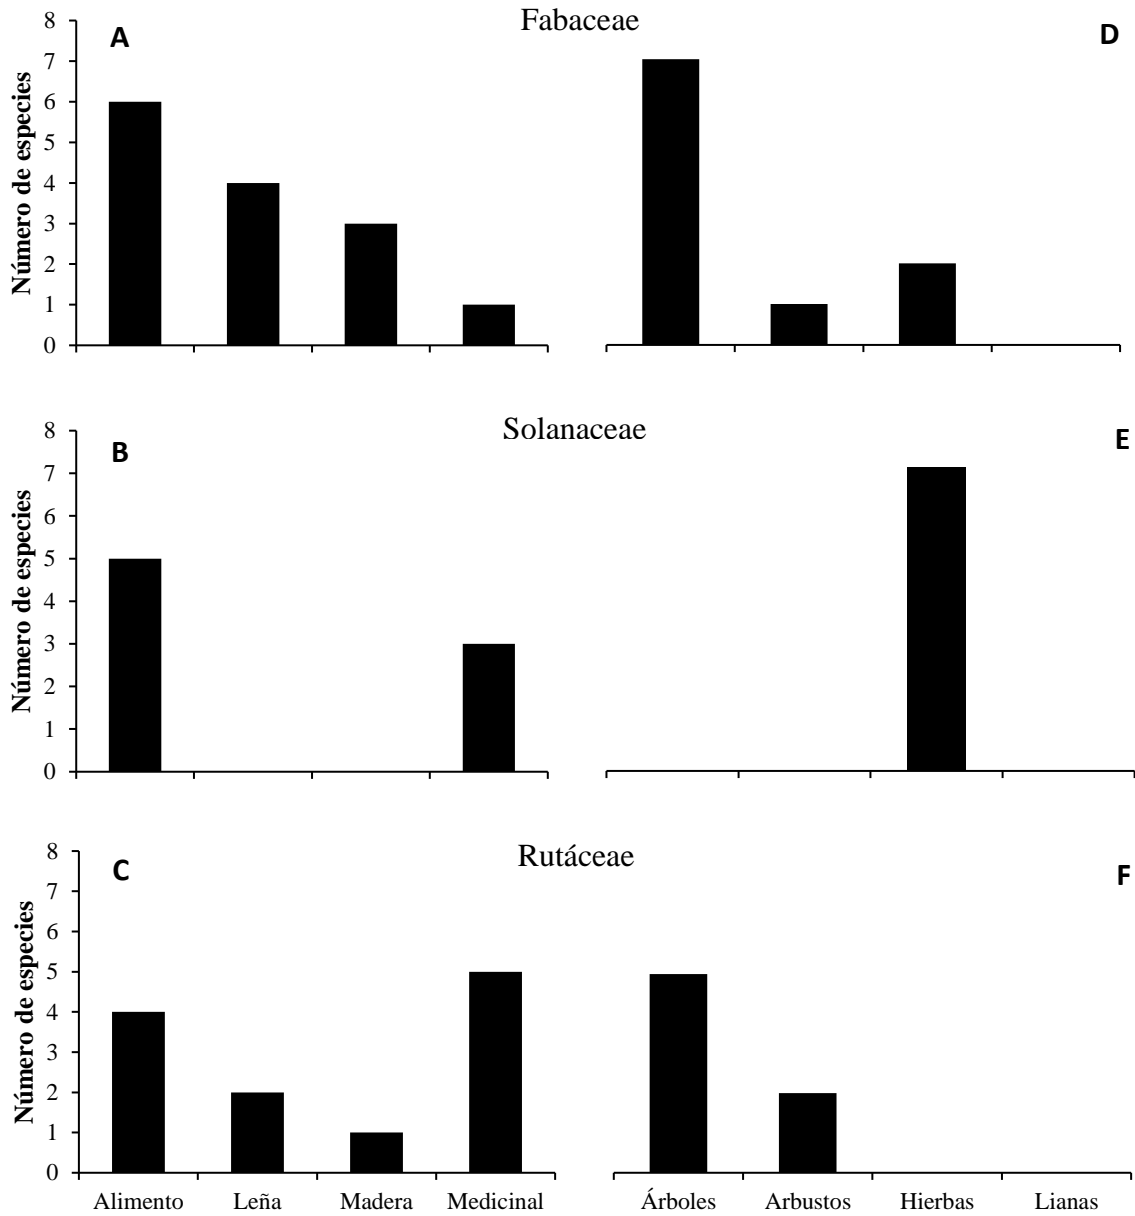 Fabaceae
A
D
Número de especies
8
7
6
5
4
3
2
1
0
Solanaceae
B
E
Número de especies
8
7
6
5
4
3
2
1
0
Rutáceae
C
F
Número de especies
8
7
6
5
4
3
2
1
0
Alimento Leña Madera Medicinal Árboles Arbustos Hierbas Lianas